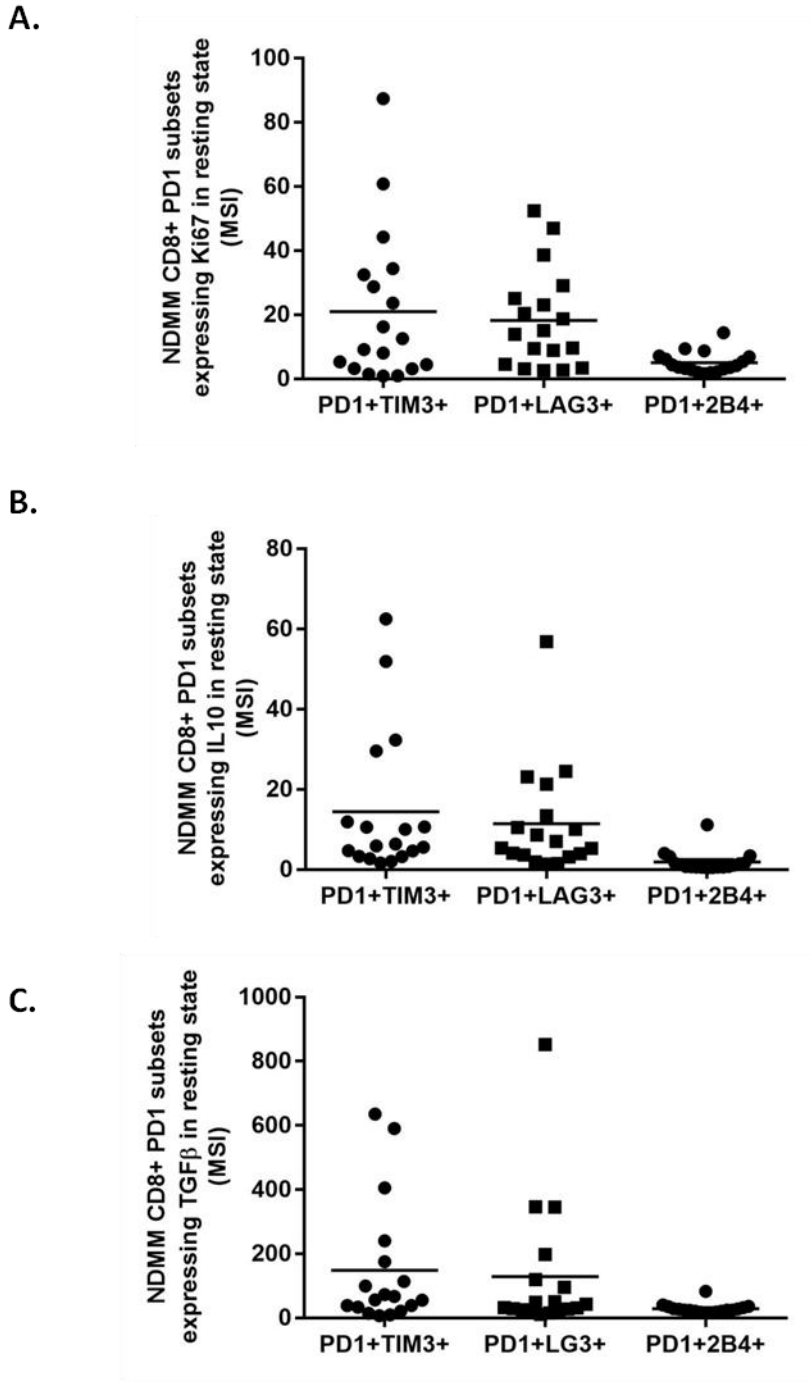 A.
NDMM CD8+ PD1 subsets
expressing Ki67 in resting state
(MSI)
100
80
60
40
20
0
PD1+TIM3+ PD1+LAG3+ PD1+2B4+
B.
NDMM CD8+ PD1 subsets
expressing IL10 in resting state
(MSI)
80
60
40
20
0
PD1+TIM3+ PD1+LAG3+ PD1+2B4+
C.
NDMM CD8+ PD1 subsets
expressing TGFβ in resting state
(MSI)
1000
800
600
400
200
0
PD1+TIM3+ PD1+LG3+ PD1+2B4+